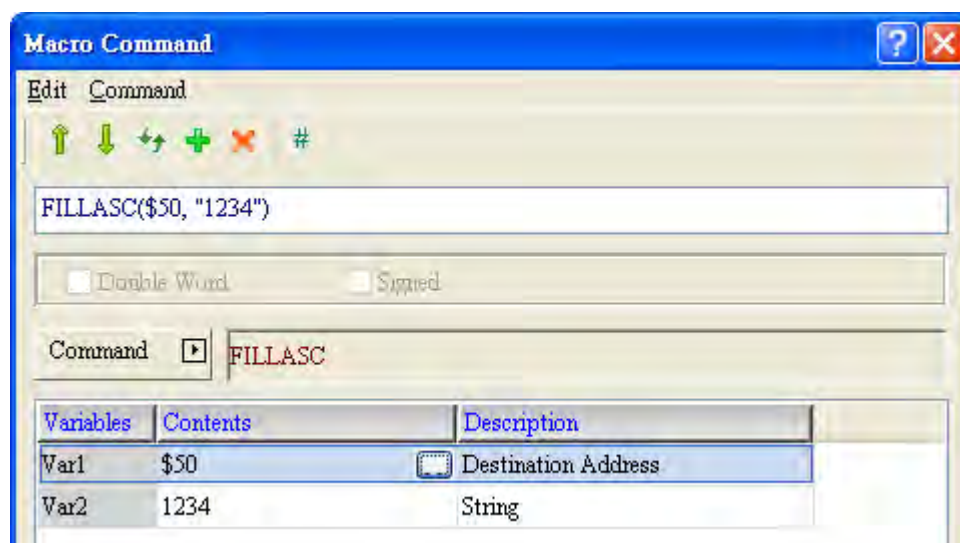 Macro Command
Edit Command
#
FILLASC($50, "1234")
Double Word Signed
Command FILLASC
Variables Contents Description
Var1 $50 Destination Address
Var2 1234 String